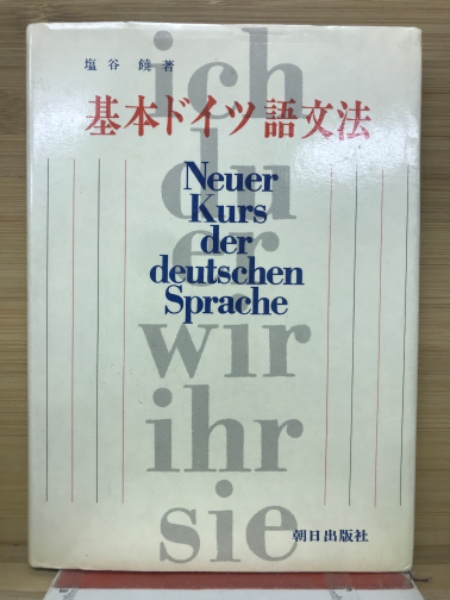 塩谷 饒 著
基本ドイツ語文法
ich
du
er
wir
ihr
sie
Neuer
Kurs
der
deutschen
Sprache
朝日出版社